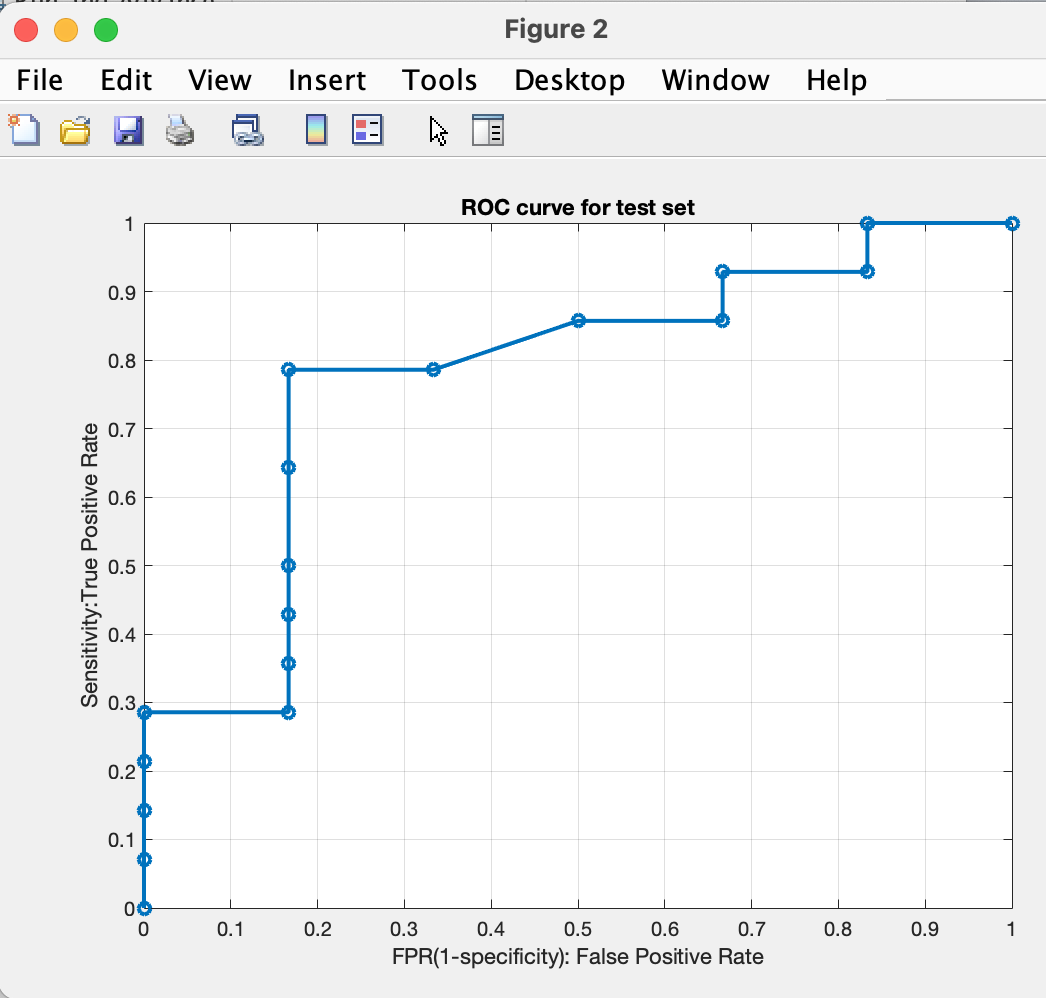 Figure 2
File Edit View Insert Tools Desktop Window Help
ROC curve for test set
1
0.9
0.8
0.7
0.6
0.5
0.4
0.3
0.2
0.1
0
Sensitivity:True Positive Rate
0 0.1 0.2 0.3 0.4 0.5 0.6 0.7 0.8 0.9 1
FPR(1-specificity): False Positive Rate